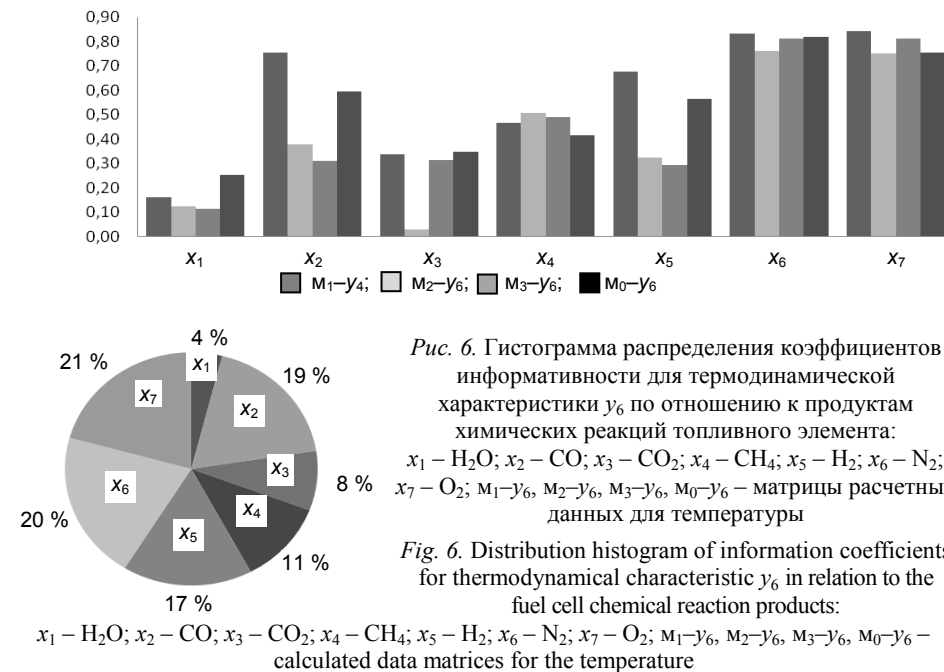 0,90
0,80
0,70
0,60
0,50
0,40
0,30
0,20
0,10
0,00
x1 x2 x3 x4 x5 x6 x7
м1–y4; м2–y6; м3–y6; м0–y6
4 %
19 %
8 %
11 %
17 %
20 %
21 %
x1
x2
x3
x4
x5
x6
x7
Рис. 6. Гистограмма распределения коэффициентов
информативности для термодинамической
характеристики y6 по отношению к продуктам
химических реакций топливного элемента:
x1 – H2O; x2 – CO; x3 – CO2; x4 – CH4; x5 – H2; x6 – N2;
x7 – O2; м1–y6, м2–y6, м3–y6, м0–y6 – матрицы расчетны
данных для температуры
Fig. 6. Distribution histogram of information coefficients
for thermodynamical characteristic y6 in relation to the
fuel cell chemical reaction products:
x1 – H2O; x2 – CO; x3 – CO2; x4 – CH4; x5 – H2; x6 – N2; x7 – O2; м1–y6, м2–y6, м3–y6, м0–y6 –
calculated data matrices for the temperature